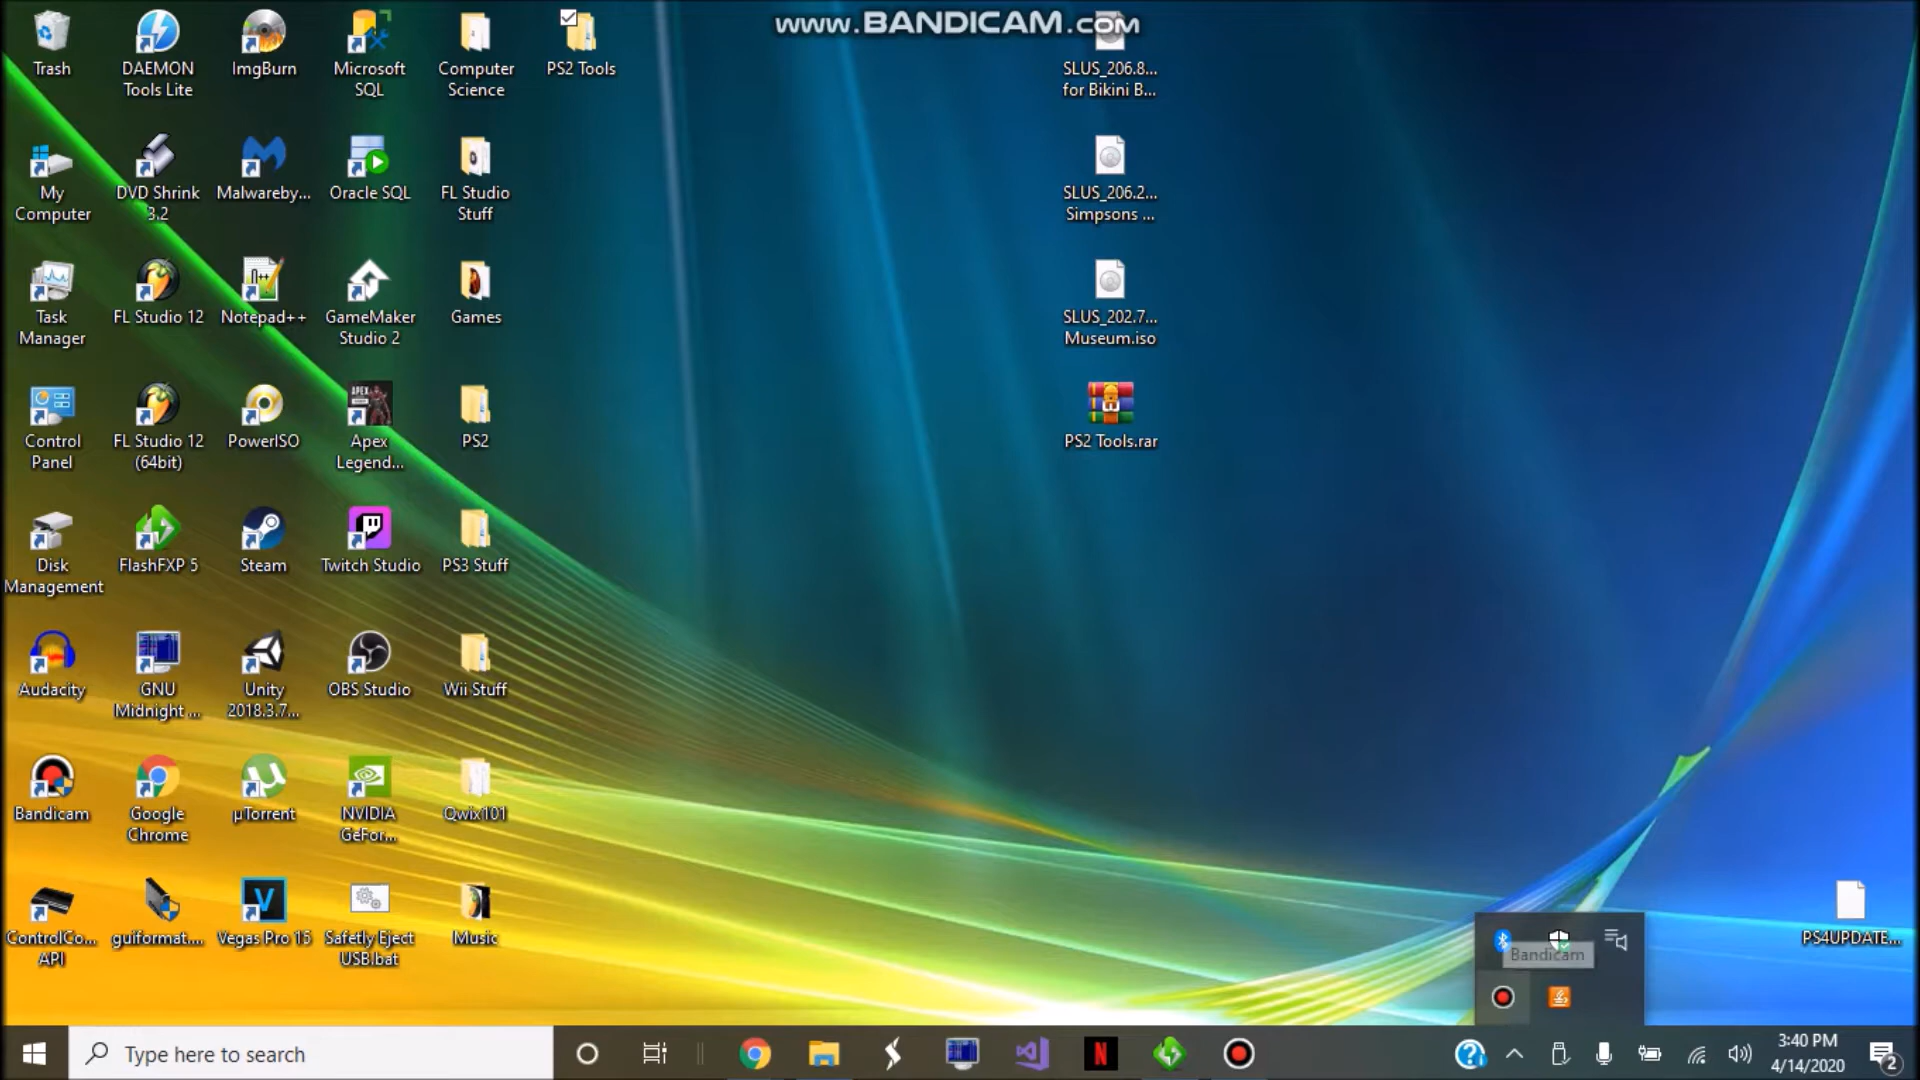 www.BANDICAM.com
Trash
DAEMON
Tools Lite
ImgBurn
Microsoft
SQL
Computer
Science
PS2 Tools
SLUS_206.8...
for Bikini B...
My
Computer
DVD Shrink
3.2
Malwareby...
Oracle SQL
FL Studio
Stuff
SLUS_206.2...
Simpsons ...
Task
Manager
FL Studio 12
Notepad++
GameMaker
Studio 2
Games
SLUS_202.7...
Museum.iso
Control
Panel
FL Studio 12
(64bit)
PowerISO
APEX
Apex
Legend...
PS2
PS2 Tools.rar
Disk
Management
FlashFXP 5
Steam
Twitch Studio
PS3 Stuff
Audacity
GNU
Midnight ...
Unity
2018.3.7...
OBS Studio
Wii Stuff
Bandicam
Google
Chrome
µTorrent
NVIDIA
GeFor...
Qwix101
ControlCo...
API
guiformat....
Vegas Pro 15
Safetly Eject
USB.bat
Music
PS4UPDATE...
Bandicam
Type here to search
3:40 PM
4/14/2020
2